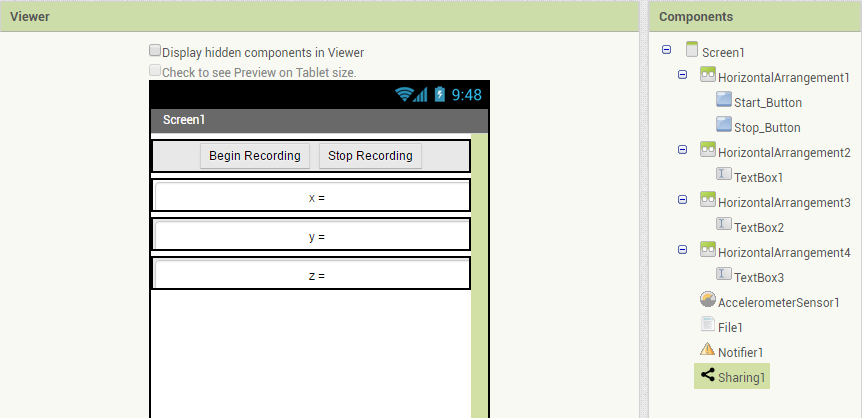 Viewer
Display hidden components in Viewer
Check to see Preview on Tablet size.
9:48
Screen1
Begin Recording Stop Recording
x =
y =
z =
Components
Screen1
HorizontalArrangement1
Start_Button
Stop_Button
HorizontalArrangement2
TextBox1
HorizontalArrangement3
TextBox2
HorizontalArrangement4
TextBox3
AccelerometerSensor1
File1
Notifier1
Sharing1